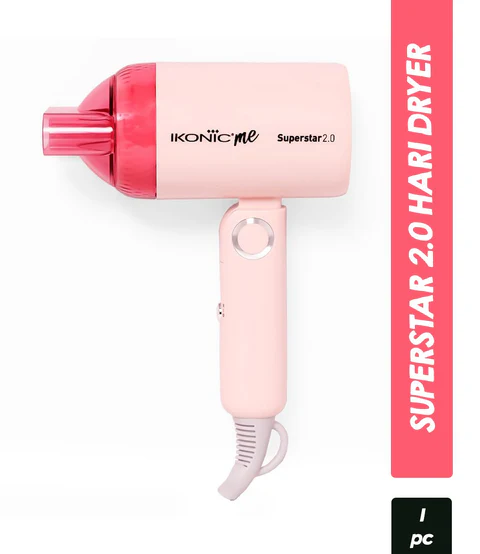 IKONIC me
Superstar 2.0
SUPERSTAR 2.0 HARI DRYER
1
pc